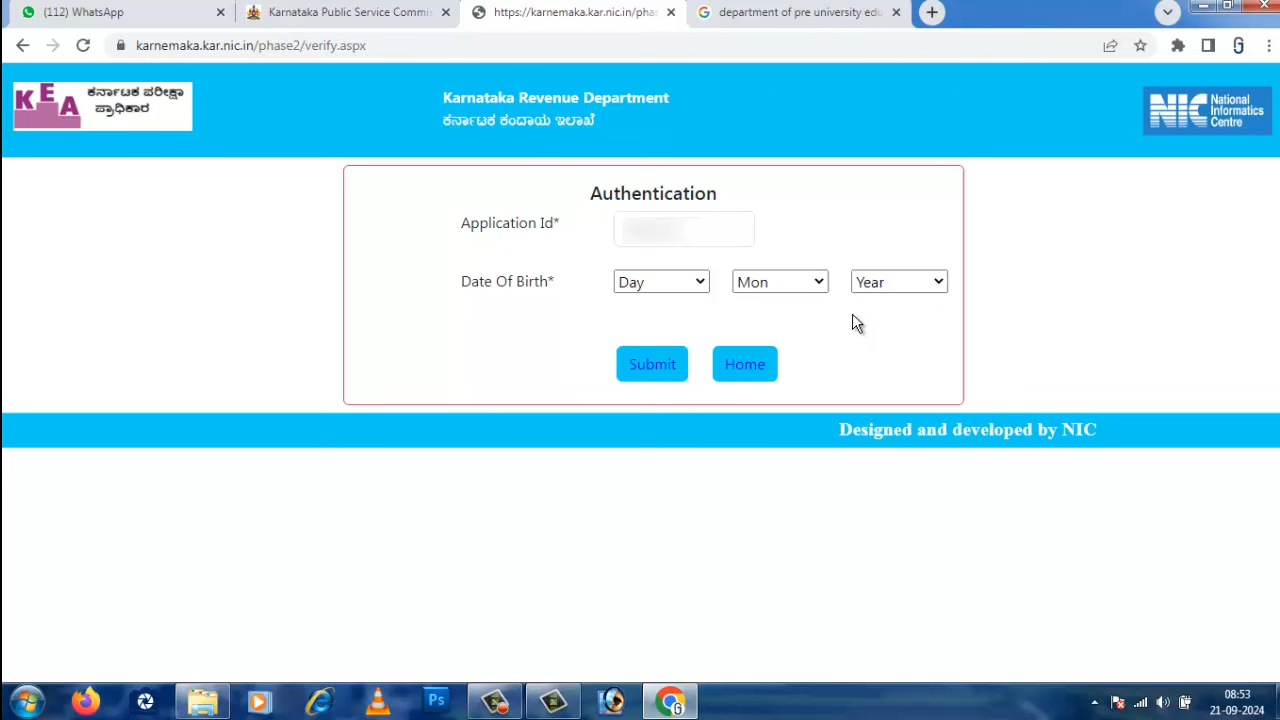 (112) WhatsApp
Karnataka Public Service Commi
https://karnemaka.kar.nic.in/pha
department of pre university edu
karnemaka.kar.nic.in/phase2/verify.aspx
KEA
ಕರ್ನಾಟಕ ಪರೀಕ್ಷಾ
ಪ್ರಾಧಿಕಾರ
Karnataka Revenue Department
ಕರ್ನಾಟಕ ಕಂದಾಯ ಇಲಾಖೆ
NIC
National
Informatics
Centre
Authentication
Application Id*
Date Of Birth*
Day
Mon
Year
Submit
Home
Designed and developed by NIC
Ps
08:53
21-09-2024